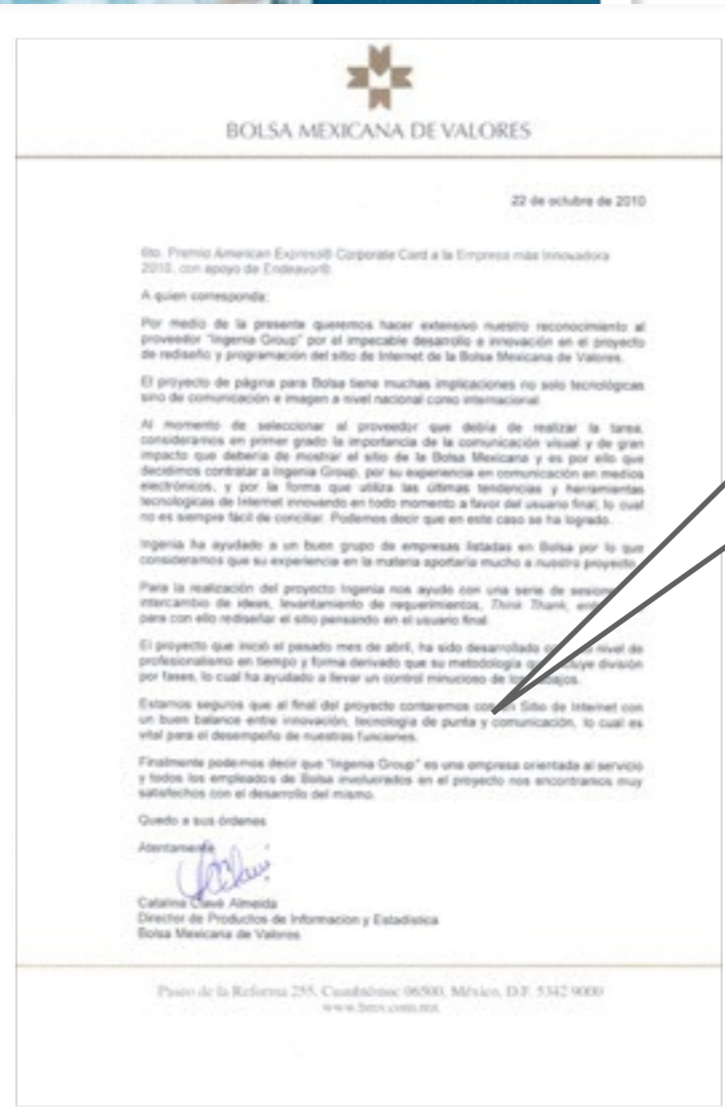 BOLSA MEXICANA DE VALORES
22 de octubre de 2010
6to. Premio American Express® Corporate Card a la Empresa más Innovadora
2010, con apoyo de Endeavor®
A quien corresponda:
Por medio de la presente queremos hacer extensivo nuestro reconocimiento al
proveedor "Ingenia Group" por el impecable desarrollo e innovación en el proyecto
de rediseño y programación del sitio de Internet de la Bolsa Mexicana de Valores.
El proyecto de página para Bolsa tiene muchas implicaciones no solo tecnológicas
sino de comunicación e imagen a nivel nacional como internacional.
Al momento de seleccionar al proveedor que debía de realizar la tarea,
consideramos en primer grado la importancia de la comunicación visual y de gran
impacto que debería de mostrar el sitio de la Bolsa Mexicana y es por ello que
decidimos contratar a Ingenia Group, por su experiencia en comunicación en medios
electrónicos, y por la forma que utiliza las últimas tendencias y herramientas
tecnologicas de Internet innovando en todo momento a favor del usuario final, lo cual
no es siempre fácil de conciliar. Podemos decir que en este caso se ha logrado.
Ingenia ha ayudado a un buen grupo de empresas listadas en Bolsa por lo que
consideramos que su experiencia en la materia aportaría mucho a nuestro proyecto.
Para la realización del proyecto Ingenia nos ayudo con una serie de
intercambio de ideas, levantamiento de requerimientos, Think Thank,
para con ello rediseñar el sitio pensando en el usuario final.
El proyecto que inició el pasado mes de abril, ha sido desarrollado nivel de
profesionalismo en tiempo y forma derivado que su metodología división
por fases, lo cual ha ayudado a llevar un control minucioso de
Estamos seguros que al final del proyecto contaremos Sitio de Internet con
un buen balance entre innovación, tecnología de punta y comunicación, lo cual es
vital para el desempeño de nuestras funciones.
Finalmente podemos decir que "Ingenia Group" es una empresa orientada al servicio
y todos los empleados de Bolsa involucrados en el proyecto nos encontramos muy
satisfechos con el desarrollo del mismo.
Quedo a sus órdenes
Atentamente
Catalina Clavé Almeida
Director de Productos de Informacion y Estadística
Bolsa Mexicana de Valores
Paseo de la Reforma 255, Cuauhtémoc 06500, México, D.F. 5342 9000
www.bmv.com.mx